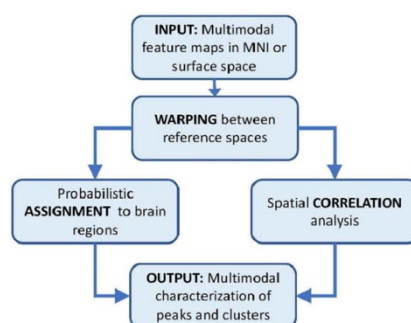 INPUT: Multimodal
feature maps in MNI or
surface space
WARPING between
reference spaces
Probabilistic
ASSIGNMENT to brain
regions
Spatial CORRELATION
analysis
OUTPUT: Multimodal
characterization of
peaks and clusters